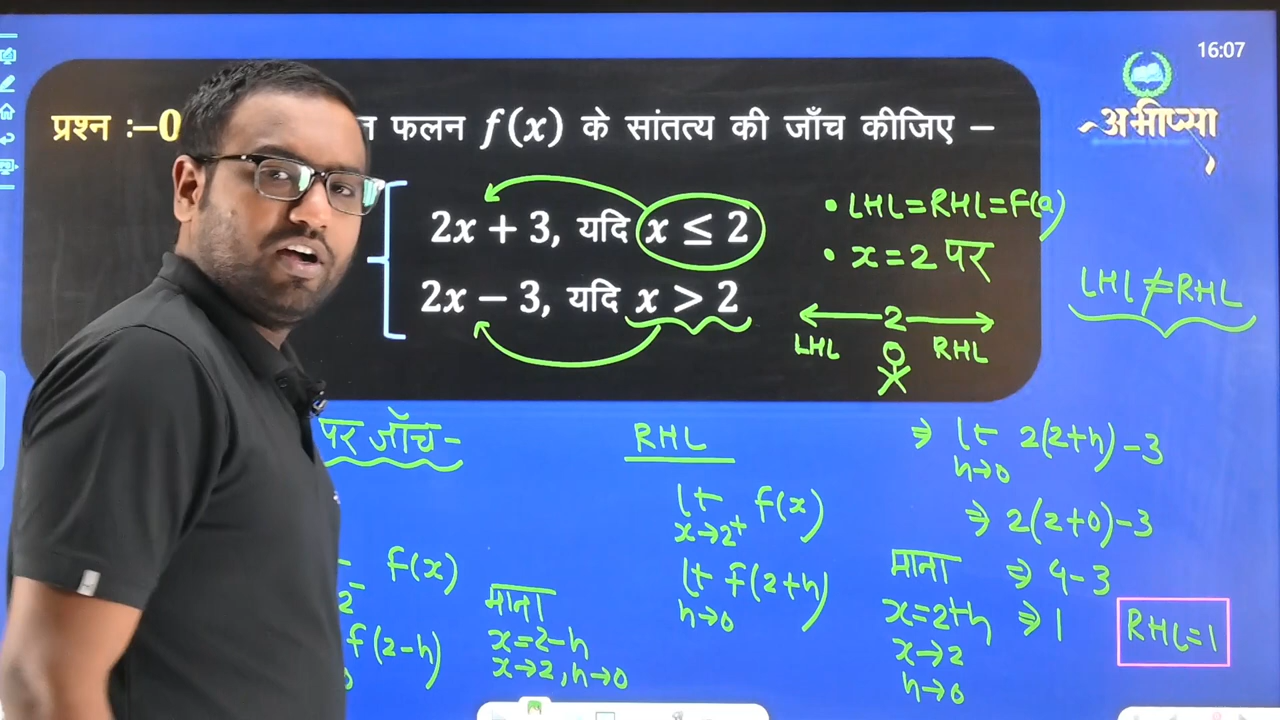 16:07
अभीप्सा
प्रश्न :–0
फलन f(x) के सांतत्य की जाँच कीजिए –
2x + 3, यदि x ≤ 2
2x − 3, यदि x > 2
• LHL=RHL=F(a)
• x=2 पर
2
LHL RHL
LHL≠RHL
पर जाँच-
f(x)
f(2-h)
माना
x=2-h
x→2, h→0
RHL
lt f(x)
x→2+
lt f(2+h)
h→0
माना
x=2+h
x→2
h→0
⇒ lt 2(2+h)-3
h→0
⇒ 2(2+0)-3
⇒ 4-3
⇒ 1
RHL=1